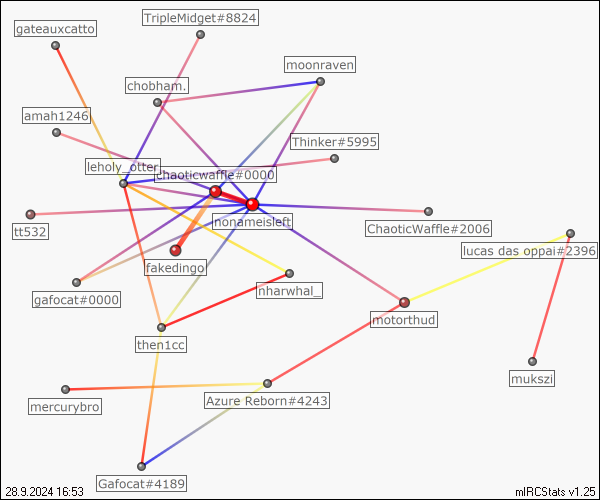 TripleMidget#8824
gateauxcatto
moonraven
chobham.
amah1246
Thinker#5995
leholy_otter
chaoticwaffle#0000
nonameisleft
ChaoticWaffle#2006
tt532
lucas das oppai#2396
fakedingo
nharwhal_
gafocat#0000
motorthud
then1cc
mukszi
Azure Reborn#4243
mercurybro
Gafocat#4189
28.9.2024 16:53
mIRCStats v1.25